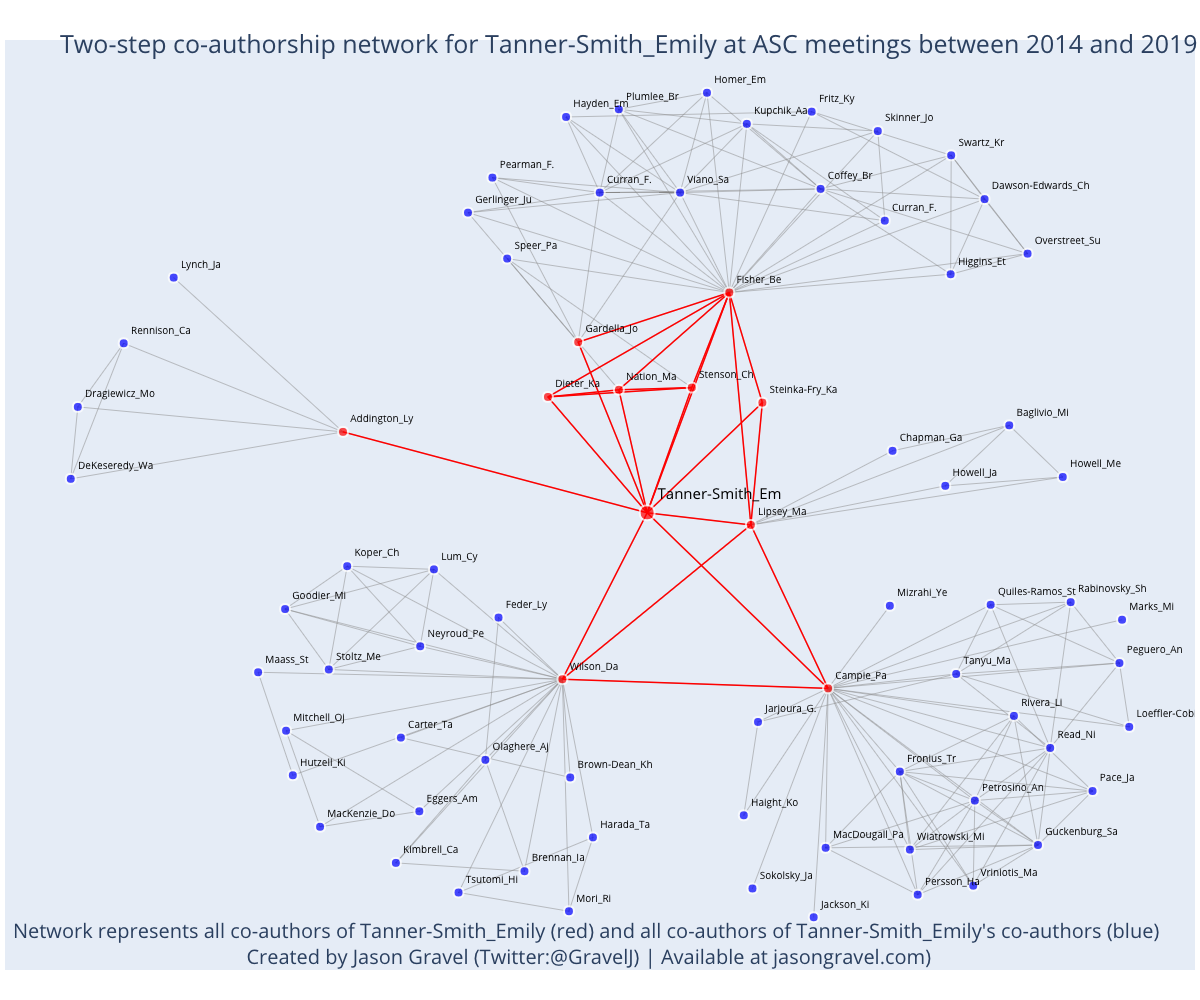 Two-step co-authorship network for Tanner-Smith_Emily at ASC meetings between 2014 and 2019
Homer_Em
Plumlee_Br
Hayden_Em
Fritz_Ky
Kupchik_Aa
Skinner_Jo
Swartz_Kr
Pearman_F.
Curran_F.
Viano_Sa
Coffey_Br
Dawson-Edwards_Ch
Gerlinger_Ju
Curran_F.
Speer_Pa
Overstreet_Su
Higgins_Et
Lynch_Ja
Fisher_Be
Rennison_Ca
Gardella_Jo
Dieter_Ka
Nation_Ma
Stenson_Ch
Steinka-Fry_Ka
Dragiewicz_Mo
Addington_Ly
Baglivio_Mi
Chapman_Ga
DeKeseredy_Wa
Howell_Ja
Howell_Me
Tanner-Smith_Em
Lipsey_Ma
Koper_Ch
Lum_Cy
Goodier_Mi
Feder_Ly
Mizrahi_Ye
Quiles-Ramos_St
Rabinovsky_Sh
Marks_Mi
Neyroud_Pe
Maass_St
Stoltz_Me
Wilson_Da
Campie_Pa
Tanyu_Ma
Peguero_An
Mitchell_Oj
Carter_Ta
Jarjoura_G.
Rivera_Li
Loeffler-Cobl
Hutzell_Ki
Olaghere_Aj
Brown-Dean_Kh
Fronius_Tr
Read_Ni
MacKenzie_Do
Eggers_Am
Haight_Ko
Petrosino_An
Pace_Ja
Harada_Ta
MacDougall_Pa
Wiatrowski_Mi
Guckenburg_Sa
Kimbrell_Ca
Brennan_Ia
Tsutomi_Hi
Sokolsky_Ja
Persson_Ha
Vriniotis_Ma
Mori_Ri
Jackson_Ki
Network represents all co-authors of Tanner-Smith_Emily (red) and all co-authors of Tanner-Smith_Emily's co-authors (blue)
Created by Jason Gravel (Twitter:@GravelJ) | Available at jasongravel.com)